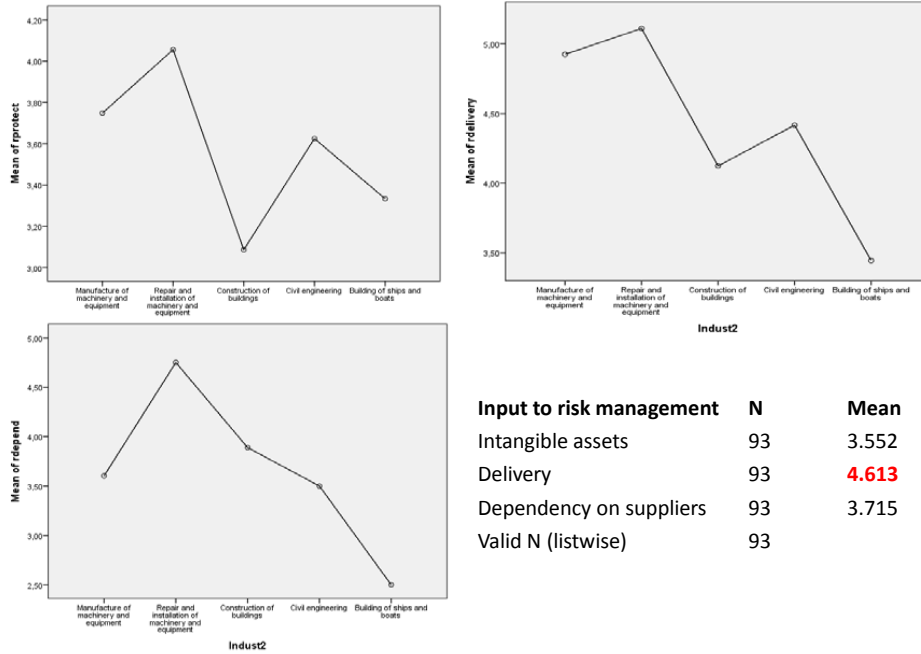 4,20
4,00
3,80
3,60
3,40
3,20
3,00
Mean of rprotect
Manufacture of machinery and equipment
Repair and installation of machinery and equipment
Construction of buildings
Civil engineering
Building of ships and boats
5,00
4,50
4,00
3,50
Mean of rdelivery
Manufacture of machinery and equipment
Repair and installation of machinery and equipment
Construction of buildings
Civil engineering
Building of ships and boats
Indust2
5,00
4,50
4,00
3,50
3,00
2,50
Mean of rdepend
Manufacture of machinery and equipment
Repair and installation of machinery and equipment
Construction of buildings
Civil engineering
Building of ships and boats
Indust2
Input to risk management N Mean
Intangible assets 93 3.552
Delivery 93 4.613
Dependency on suppliers 93 3.715
Valid N (listwise) 93